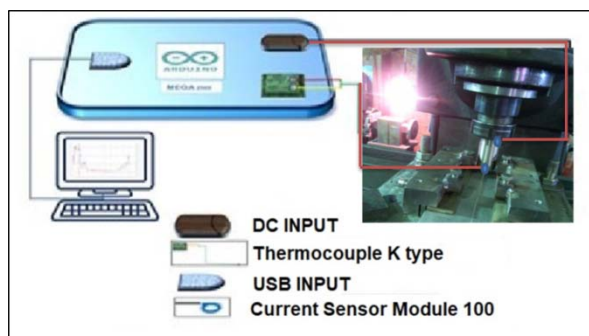 ARDUINO
MEGA 2560
DC INPUT
Thermocouple K type
USB INPUT
Current Sensor Module 100